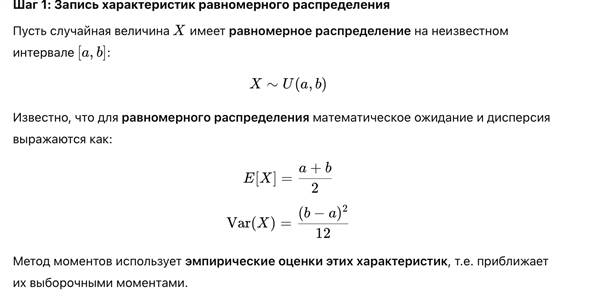 Шаг 1: Запись характеристик равномерного распределения
Пусть случайная величина X имеет равномерное распределение на неизвестном
интервале [a, b]:
X ∼ U(a, b)
Известно, что для равномерного распределения математическое ожидание и дисперсия
выражаются как:
E[X] = \frac{a + b}{2}
Var(X) = \frac{(b − a)^2}{12}
Метод моментов использует эмпирические оценки этих характеристик, т.е. приближает
их выборочными моментами.